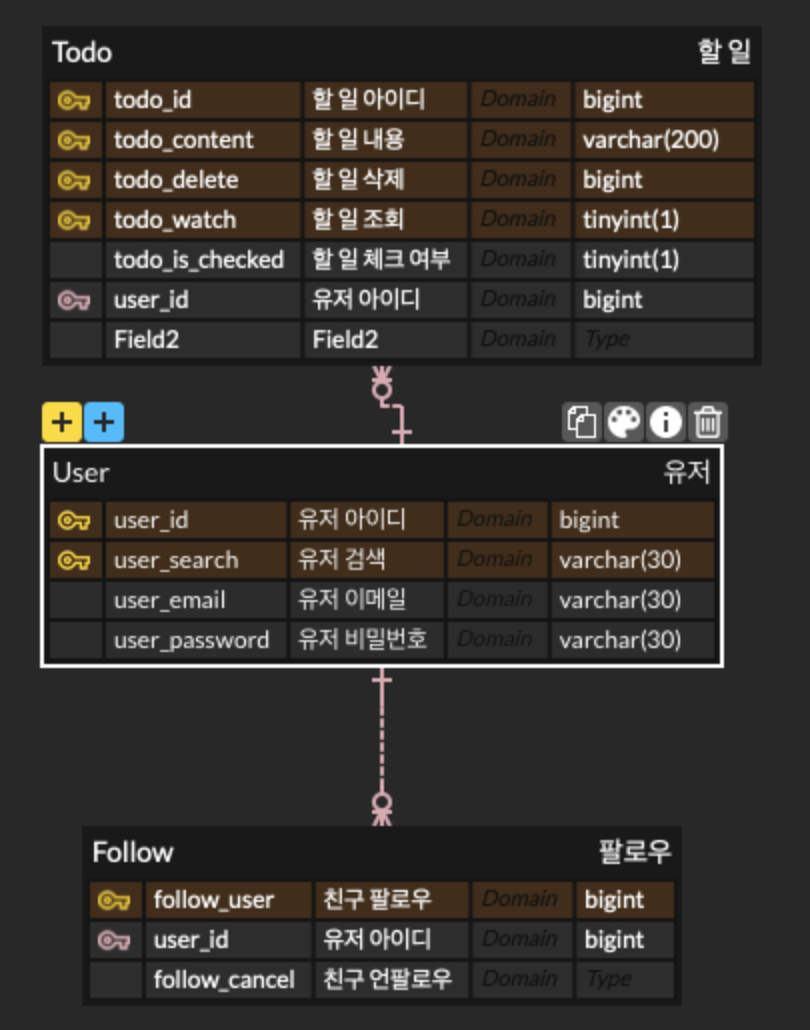 Todo 할 일
todo_id 할 일 아이디 Domain bigint
todo_content 할 일 내용 Domain varchar(200)
todo_delete 할 일 삭제 Domain bigint
todo_watch 할 일 조회 Domain tinyint(1)
todo_is_checked 할 일 체크 여부 Domain tinyint(1)
user_id 유저 아이디 Domain bigint
Field2 Field2 Domain Type
User 유저
user_id 유저 아이디 Domain bigint
user_search 유저 검색 Domain varchar(30)
user_email 유저 이메일 Domain varchar(30)
user_password 유저 비밀번호 Domain varchar(30)
Follow 팔로우
follow_user 친구 팔로우 Domain bigint
user_id 유저 아이디 Domain bigint
follow_cancel 친구 언팔로우 Domain Type